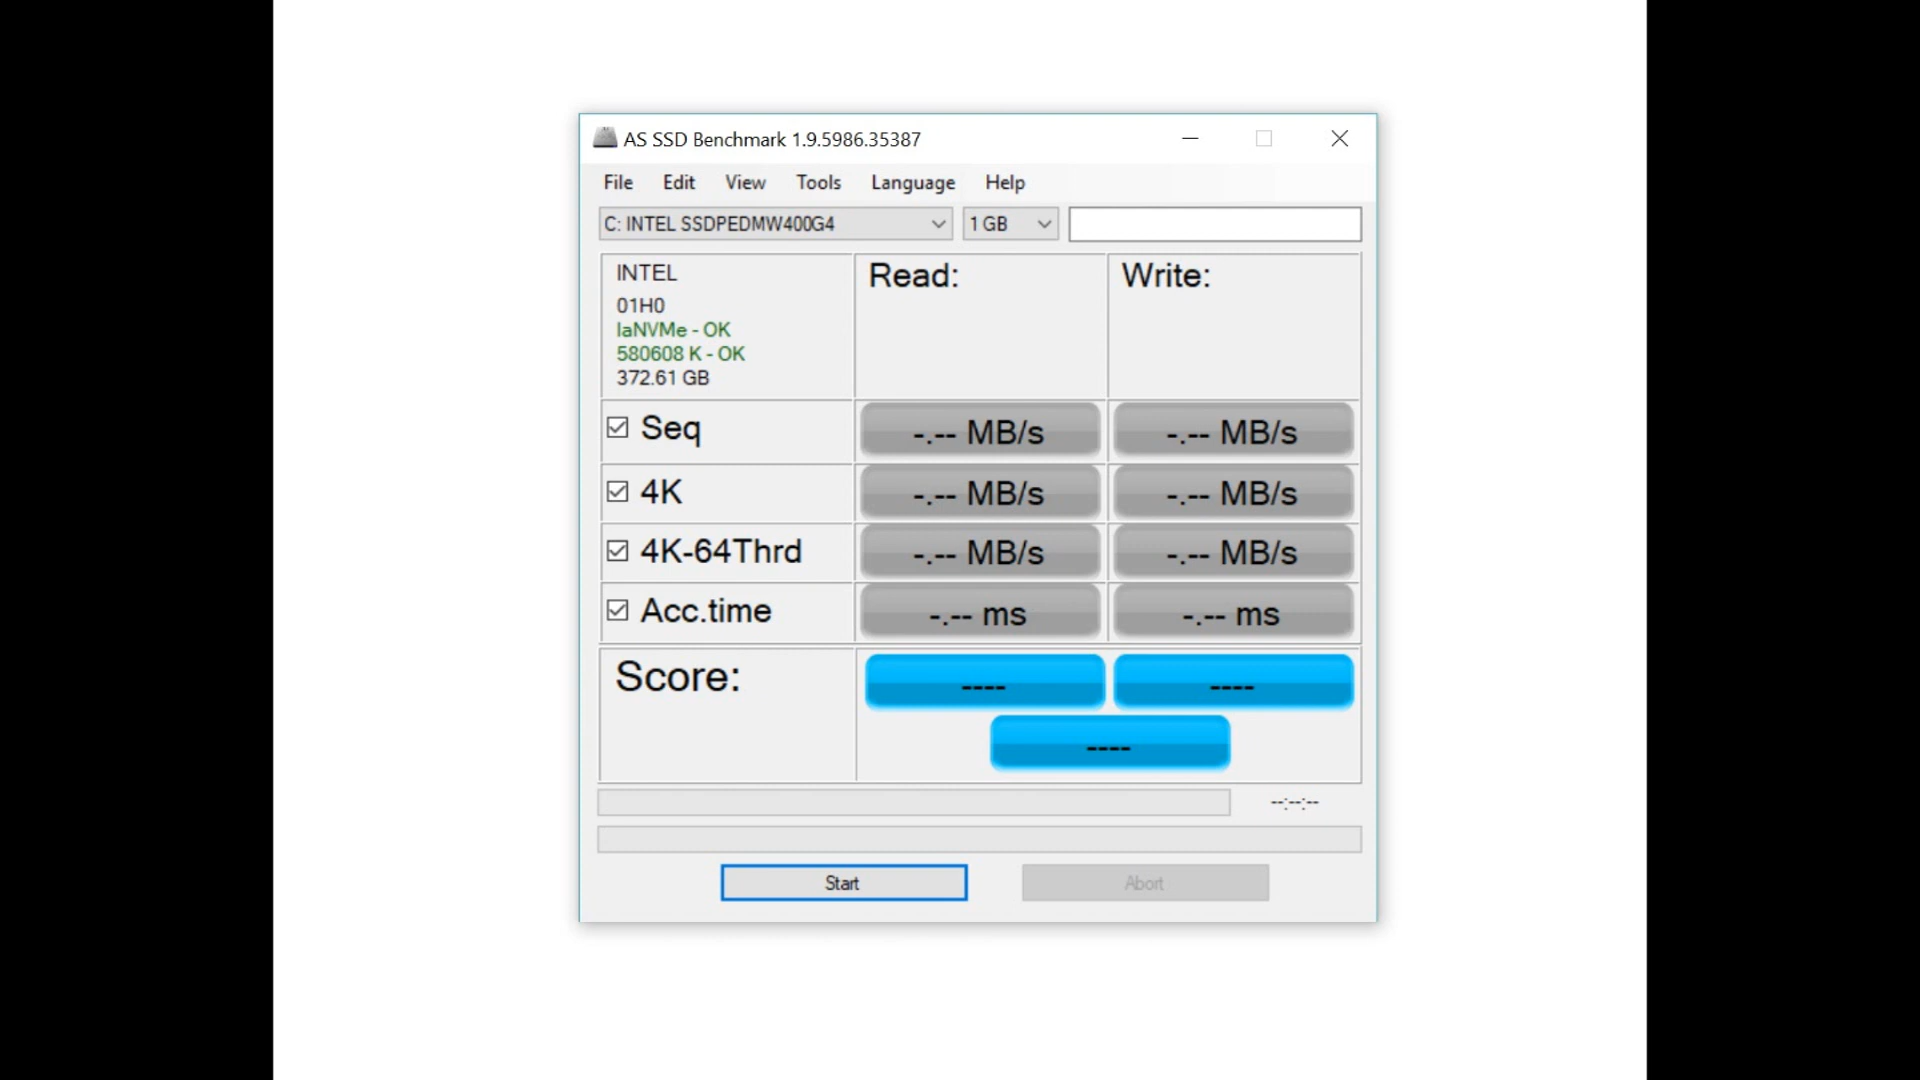 AS SSD Benchmark 1.9.5986.35387
File Edit View Tools Language Help
C: INTEL SSDPEDMW400G4 1 GB
INTEL
01H0
IaNVMe - OK
580608 K - OK
372.61 GB
Read: Write:
Seq -.-- MB/s -.-- MB/s
4K -.-- MB/s -.-- MB/s
4K-64Thrd -.-- MB/s -.-- MB/s
Acc.time -.-- ms -.-- ms
Score: ---- ----
----
--:--:--
Start Abort